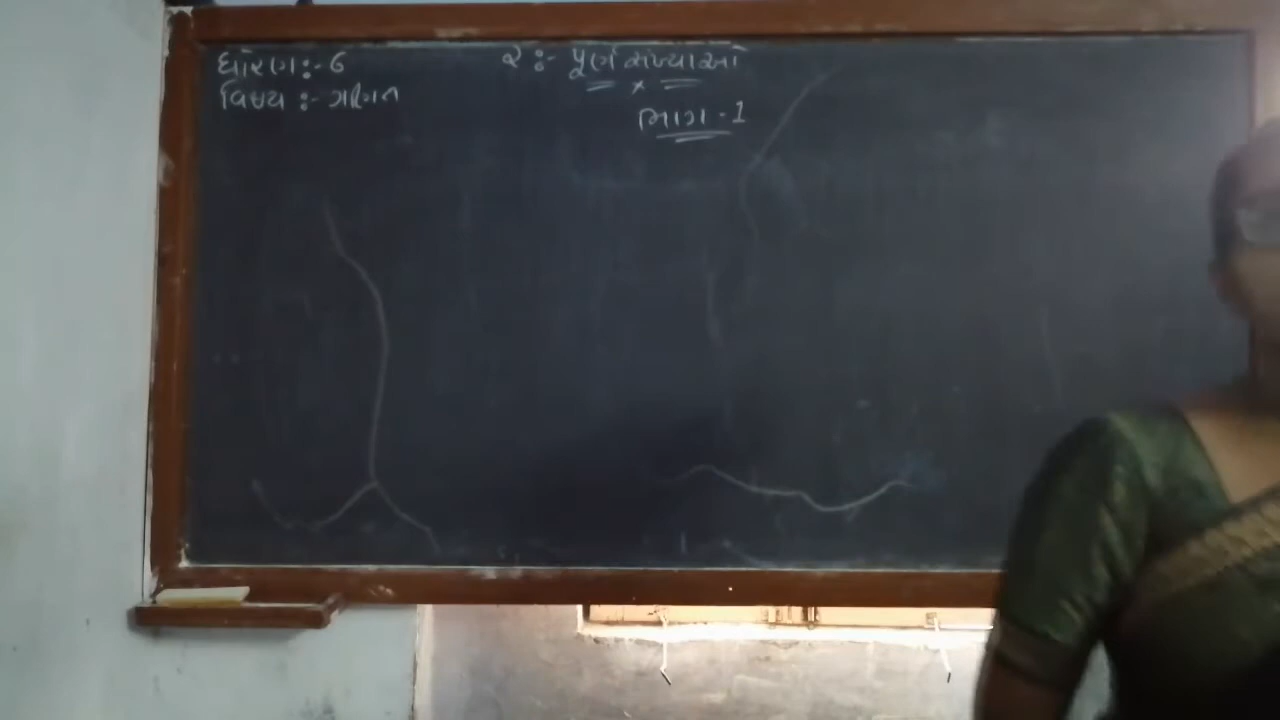 ધોરણ :- 6
વિષય :- ગણિત
૨ :- પૂર્ણ સંખ્યાઓ
ભાગ - 1